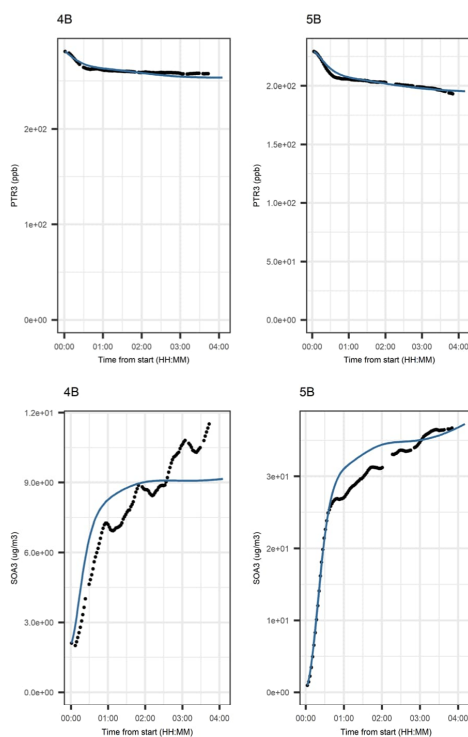 4B
5B
PTR3 (ppb)
2e+02
1e+02
0e+00
00:00 01:00 02:00 03:00 04:00
Time from start (HH:MM)
PTR3 (ppb)
2.0e+02
1.5e+02
1.0e+02
5.0e+01
0.0e+00
00:00 01:00 02:00 03:00 04:00
Time from start (HH:MM)
4B
5B
SOA3 (ug/m3)
1.2e+01
9.0e+00
6.0e+00
3.0e+00
0.0e+00
00:00 01:00 02:00 03:00 04:00
Time from start (HH:MM)
SOA3 (ug/m3)
3e+01
2e+01
1e+01
0e+00
00:00 01:00 02:00 03:00 04:00
Time from start (HH:MM)